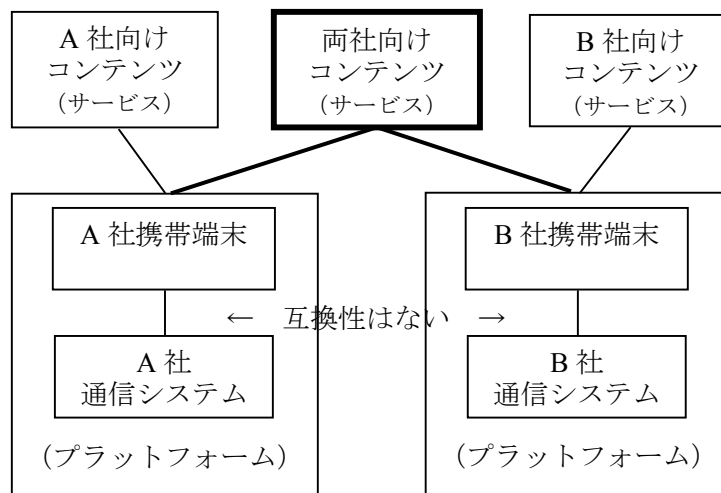 A 社向け
コンテンツ
（サービス）
両社向け
コンテンツ
（サービス）
B 社向け
コンテンツ
（サービス）
A 社携帯端末
B 社携帯端末
← 互換性はない →
A 社
通信システム
B 社
通信システム
（プラットフォーム）
（プラットフォーム）